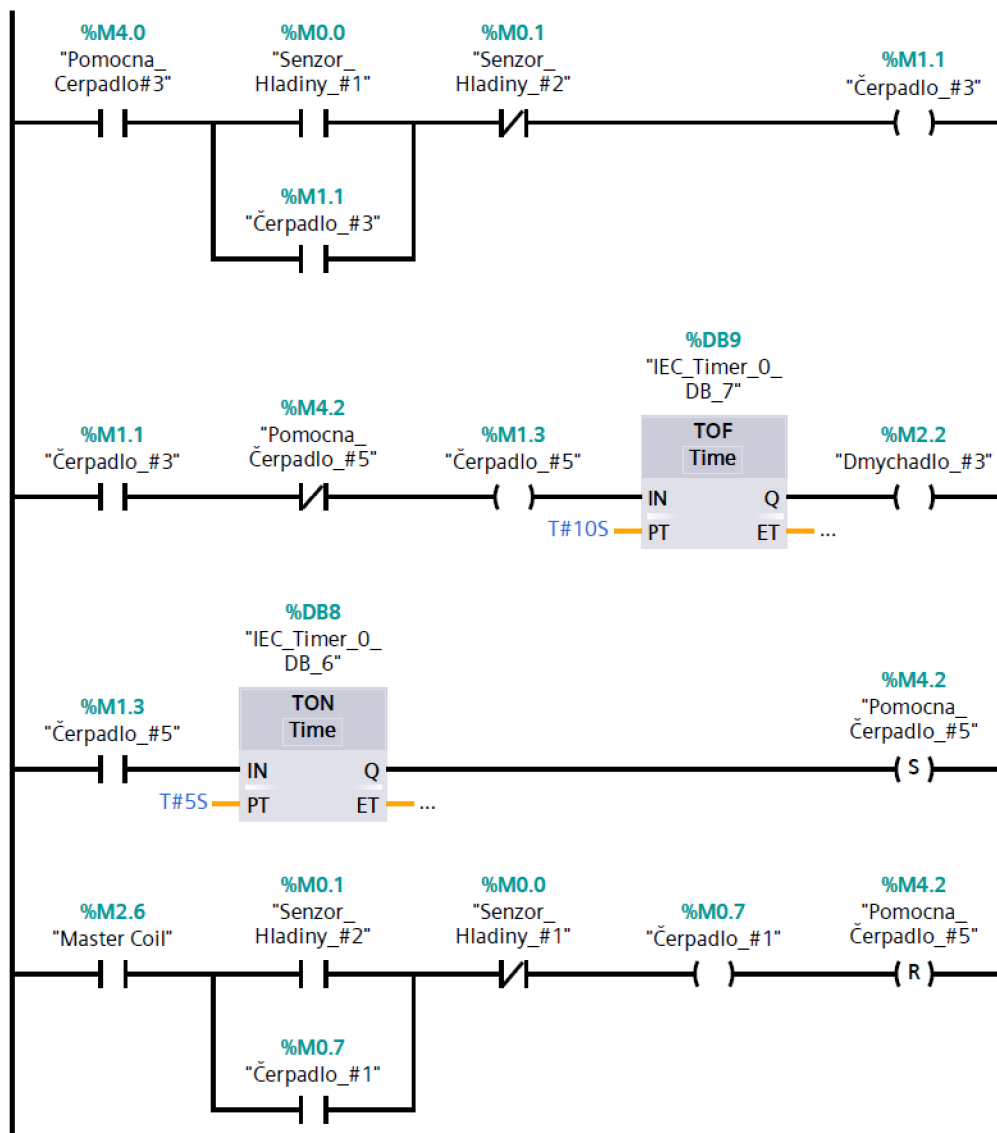 %M4.0
"Pomocna_
Cerpadlo#3"
%M0.0
"Senzor_
Hladiny_#1"
%M0.1
"Senzor_
Hladiny_#2"
%M1.1
"Čerpadlo_#3"
%M1.1
"Čerpadlo_#3"
%DB9
"IEC_Timer_0_
DB_7"
%M1.1
"Čerpadlo_#3"
%M4.2
"Pomocna_
Čerpadlo_#5"
%M1.3
"Čerpadlo_#5"
TOF
Time
%M2.2
"Dmychadlo_#3"
IN
Q
T#10S
PT
ET
...
%DB8
"IEC_Timer_0_
DB_6"
%M1.3
"Čerpadlo_#5"
TON
Time
%M4.2
"Pomocna_
Čerpadlo_#5"
IN
Q
S
T#5S
PT
ET
...
%M2.6
"Master Coil"
%M0.1
"Senzor_
Hladiny_#2"
%M0.0
"Senzor_
Hladiny_#1"
%M0.7
"Čerpadlo_#1"
%M4.2
"Pomocna_
Čerpadlo_#5"
R
%M0.7
"Čerpadlo_#1"